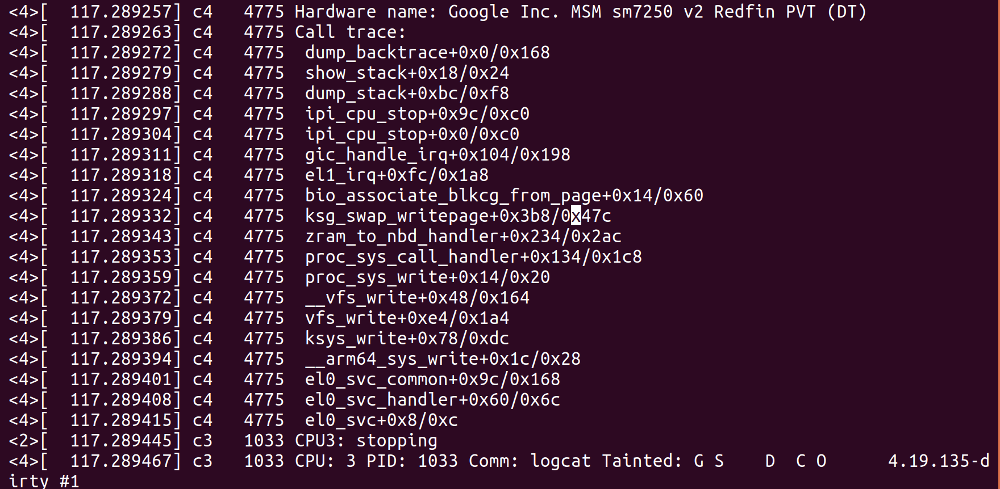 <4>[  117.289257] c4   4775 Hardware name: Google Inc. MSM sm7250 v2 Redfin PVT (DT)
<4>[  117.289263] c4   4775 Call trace:
<4>[  117.289272] c4   4775  dump_backtrace+0x0/0x168
<4>[  117.289279] c4   4775  show_stack+0x18/0x24
<4>[  117.289288] c4   4775  dump_stack+0xbc/0xf8
<4>[  117.289297] c4   4775  ipi_cpu_stop+0x9c/0xc0
<4>[  117.289304] c4   4775  ipi_cpu_stop+0x0/0xc0
<4>[  117.289311] c4   4775  gic_handle_irq+0x104/0x198
<4>[  117.289318] c4   4775  el1_irq+0xfc/0x1a8
<4>[  117.289324] c4   4775  bio_associate_blkcg_from_page+0x14/0x60
<4>[  117.289332] c4   4775  ksg_swap_writepage+0x3b8/0x47c
<4>[  117.289343] c4   4775  zram_to_nbd_handler+0x234/0x2ac
<4>[  117.289353] c4   4775  proc_sys_call_handler+0x134/0x1c8
<4>[  117.289359] c4   4775  proc_sys_write+0x14/0x20
<4>[  117.289372] c4   4775  __vfs_write+0x48/0x164
<4>[  117.289379] c4   4775  vfs_write+0xe4/0x1a4
<4>[  117.289386] c4   4775  ksys_write+0x78/0xdc
<4>[  117.289394] c4   4775  __arm64_sys_write+0x1c/0x28
<4>[  117.289401] c4   4775  el0_svc_common+0x9c/0x168
<4>[  117.289408] c4   4775  el0_svc_handler+0x60/0x6c
<4>[  117.289415] c4   4775  el0_svc+0x8/0xc
<2>[  117.289445] c3   1033 CPU3: stopping
<4>[  117.289467] c3   1033 CPU: 3 PID: 1033 Comm: logcat Tainted: G S    D  C O      4.19.135-d
irty #1